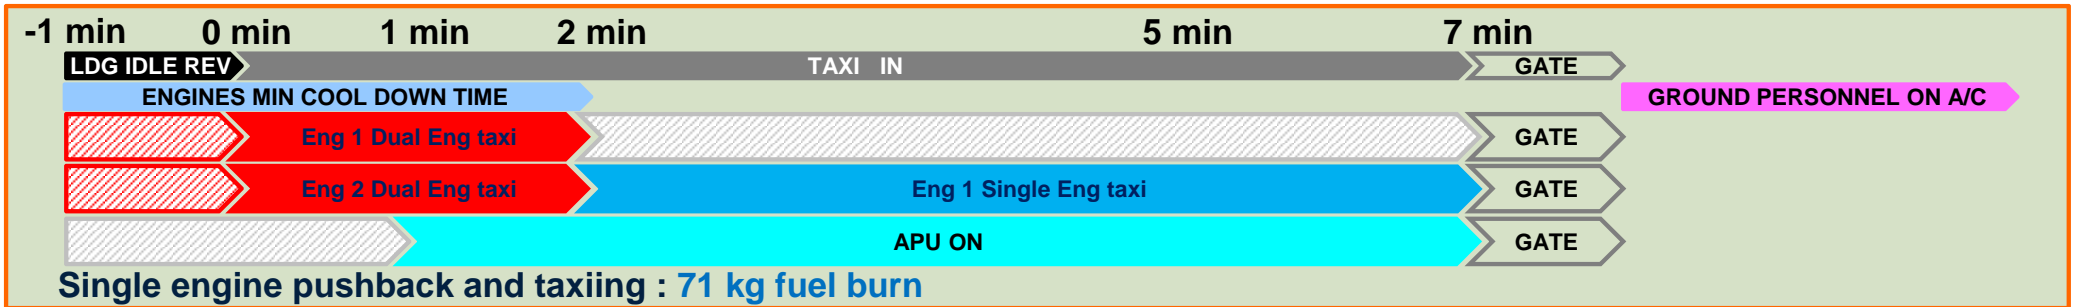 -1 min 0 min 1 min 2 min 5 min 7 min
LDG IDLE REV TAXI IN GATE
ENGINES MIN COOL DOWN TIME GROUND PERSONNEL ON A/C
Eng 1 Dual Eng taxi GATE
Eng 2 Dual Eng taxi Eng 1 Single Eng taxi GATE
APU ON GATE
Single engine pushback and taxiing : 71 kg fuel burn